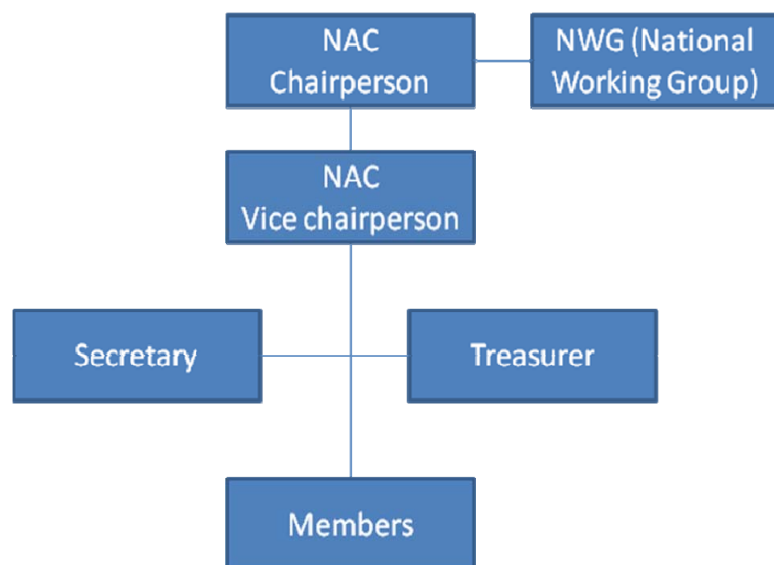 NAC
Chairperson
NWG (National
Working Group)
NAC
Vice chairperson
Secretary
Treasurer
Members